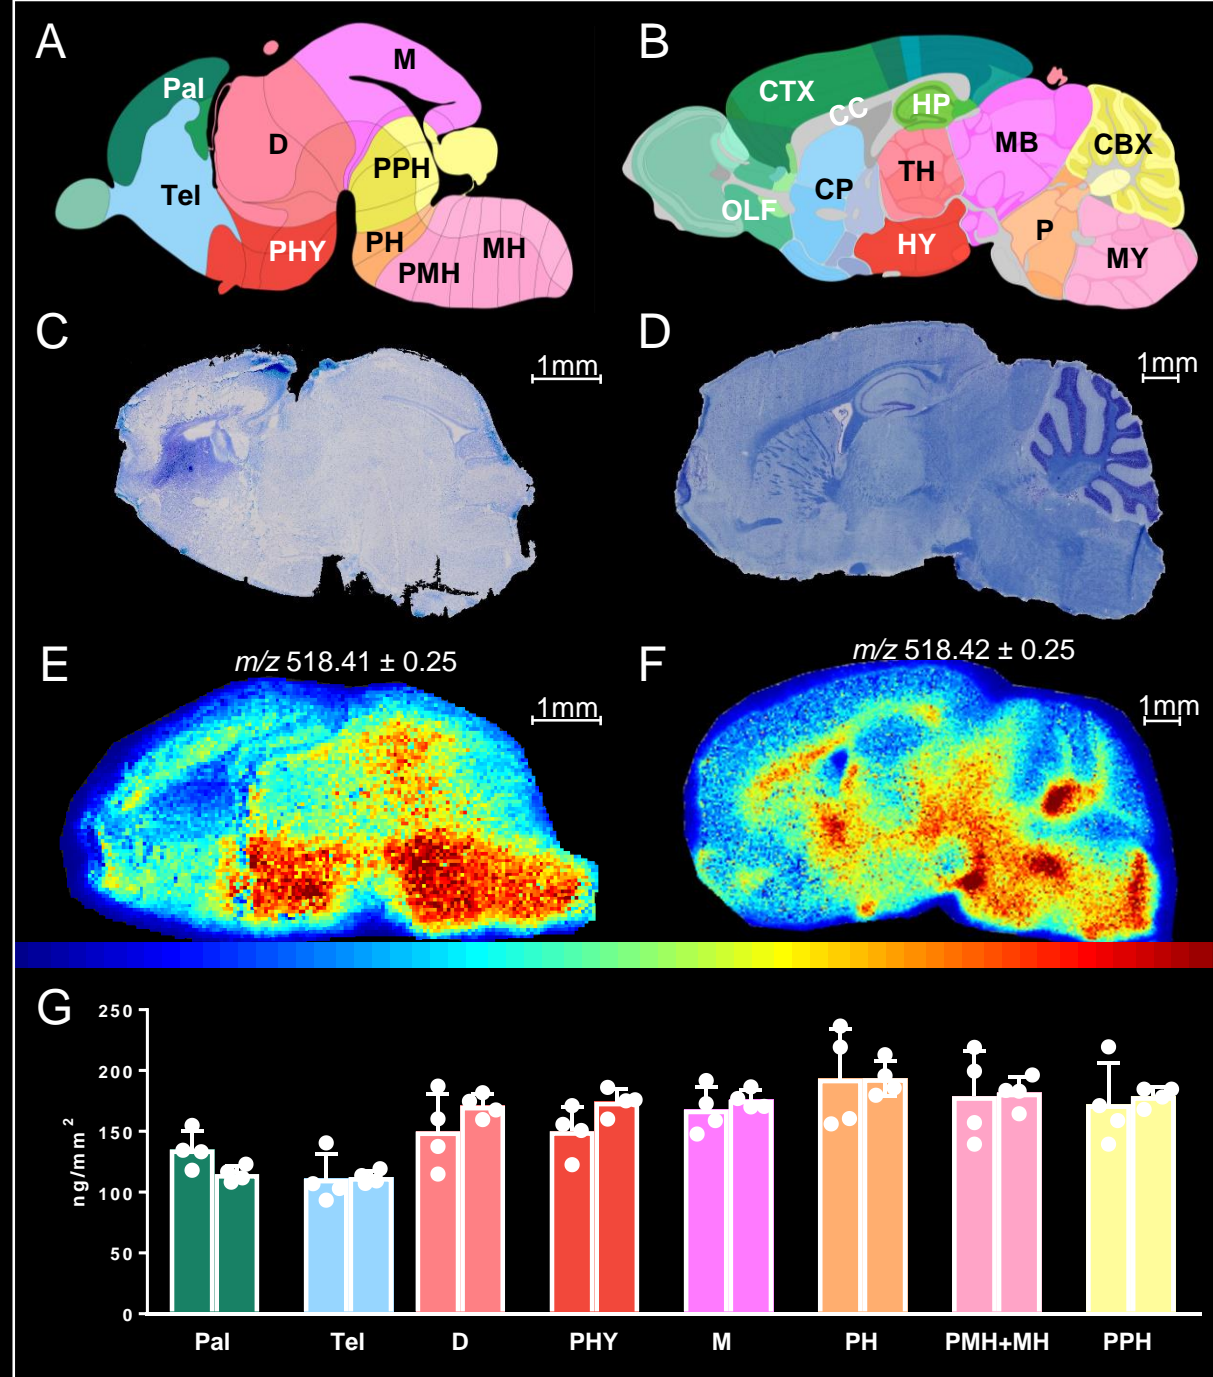 A
Pal
D
M
Tel
PPH
PHY
PH
PMH
MH
B
CTX
CC
HP
MB
CBX
TH
CP
OLF
HY
P
MY
C
1mm
D
1mm
E
m/z 518.41 ± 0.25
1mm
F
m/z 518.42 ± 0.25
1mm
G
ng/mm²
250
200
150
100
50
0
Pal Tel D PHY M PH PMH+MH PPH